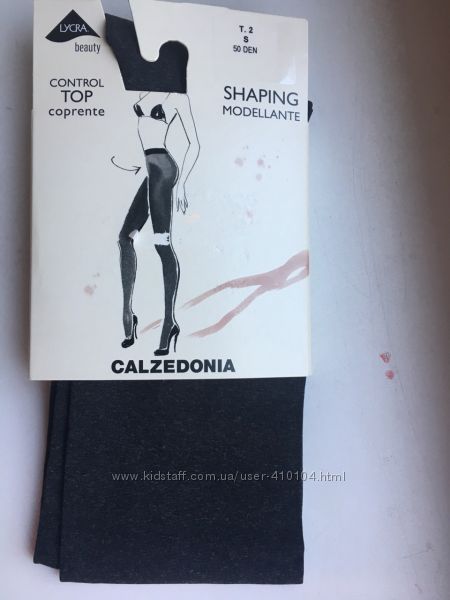 LYCRA
beauty
T. 2
S
50 DEN
CONTROL
TOP
coprente
SHAPING
MODELLANTE
CALZEDONIA
www.kidstaff.com.ua/user-410104.html